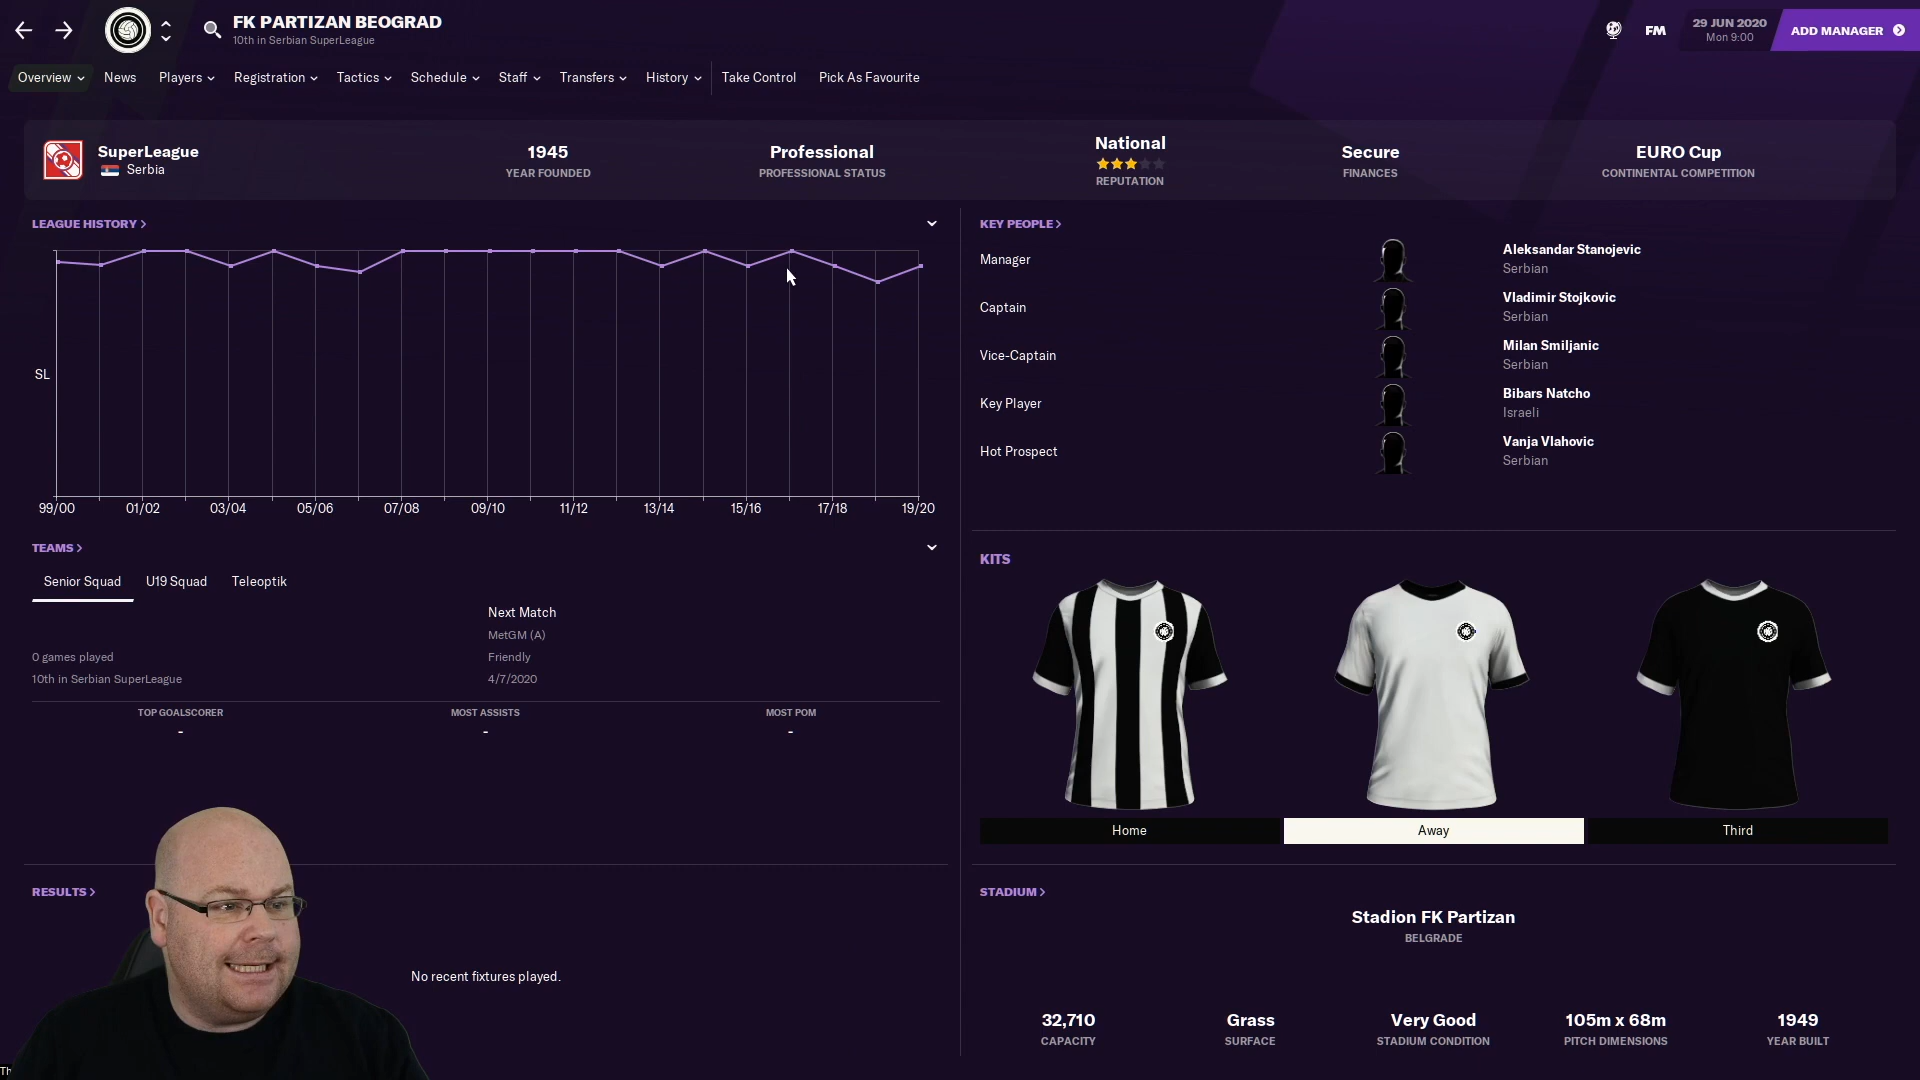 FK PARTIZAN BEOGRAD
10th in Serbian SuperLeague
FM
29 JUN 2020
Mon 9:00
ADD MANAGER
Overview
News
Players
Registration
Tactics
Schedule
Staff
Transfers
History
Take Control
Pick As Favourite
SuperLeague
Serbia
1945
YEAR FOUNDED
Professional
PROFESSIONAL STATUS
National
REPUTATION
Secure
FINANCES
EURO Cup
CONTINENTAL COMPETITION
LEAGUE HISTORY
SL
99/00
01/02
03/04
05/06
07/08
09/10
11/12
13/14
15/16
17/18
19/20
KEY PEOPLE
Manager
Aleksandar Stanojevic
Serbian
Captain
Vladimir Stojkovic
Serbian
Vice-Captain
Milan Smiljanic
Serbian
Key Player
Bibars Natcho
Israeli
Hot Prospect
Vanja Vlahovic
Serbian
TEAMS
Senior Squad
U19 Squad
Teleoptik
Next Match
MetGM (A)
0 games played
Friendly
10th in Serbian SuperLeague
4/7/2020
TOP GOALSCORER
-
MOST ASSISTS
-
MOST POM
-
KITS
Home
Away
Third
RESULTS
No recent fixtures played.
STADIUM
Stadion FK Partizan
BELGRADE
32,710
CAPACITY
Grass
SURFACE
Very Good
STADIUM CONDITION
105m x 68m
PITCH DIMENSIONS
1949
YEAR BUILT
Th